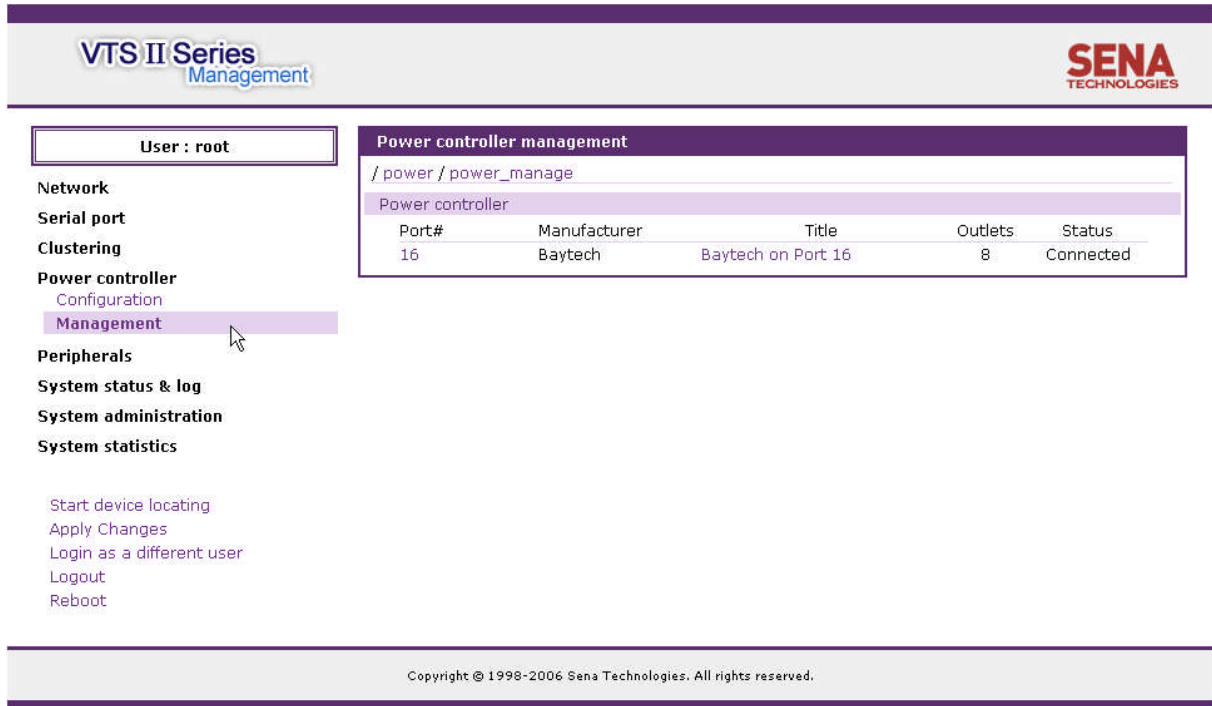 VTS II Series
Management
SENA
TECHNOLOGIES
User : root
Network
Serial port
Clustering
Power controller
Configuration
Management
Peripherals
System status & log
System administration
System statistics
Start device locating
Apply Changes
Login as a different user
Logout
Reboot
Power controller management
/ power / power_manage
Power controller
Port# Manufacturer Title Outlets Status
16 Baytech Baytech on Port 16 8 Connected
Copyright © 1998-2006 Sena Technologies. All rights reserved.